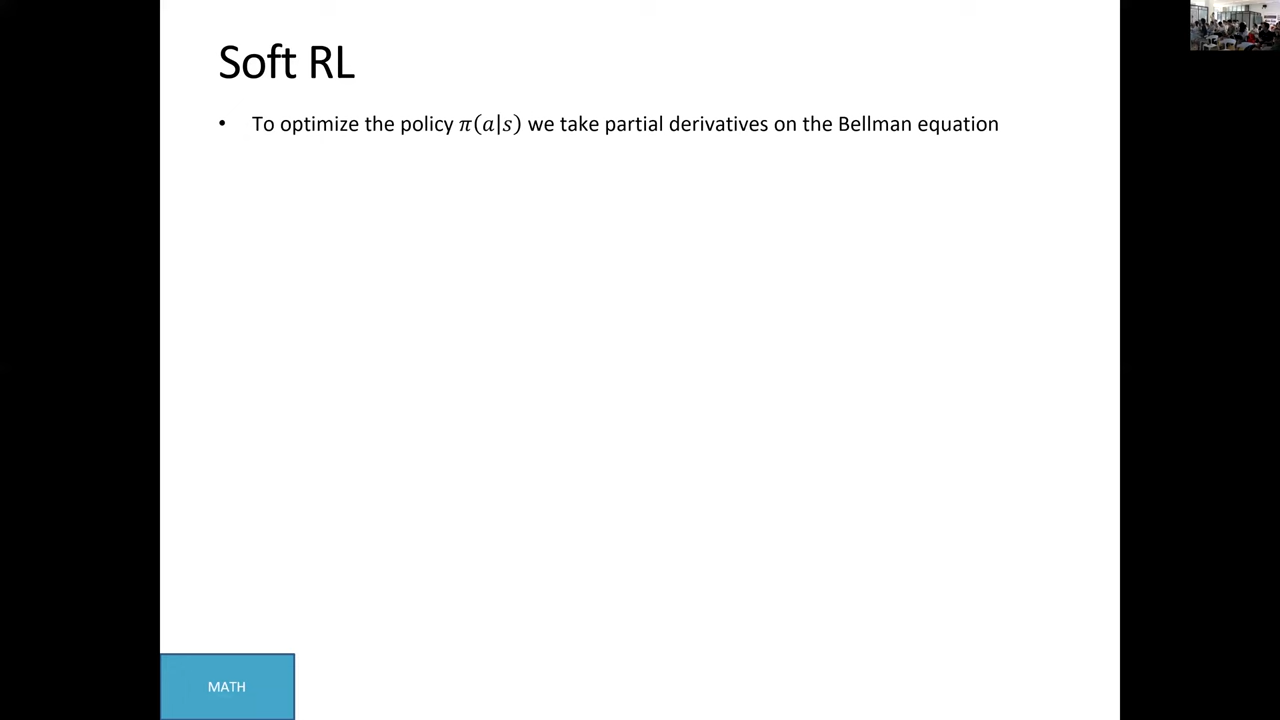 Soft RL
• To optimize the policy π(a|s) we take partial derivatives on the Bellman equation
MATH